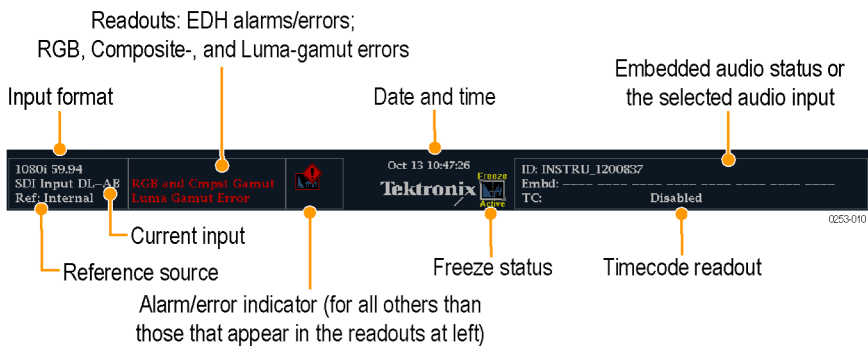 Readouts: EDH alarms/errors;
RGB, Composite-, and Luma-gamut errors
Input format
Date and time
Embedded audio status or
the selected audio input
1080i 59.94
SDI Input DL-AB
Ref: Internal
RGB and Cmpst Gamut
Luma Gamut Error
Oct 13 10:47:26
Tektronix
Freeze
Active
ID: INSTRU_1200837
Embd: ---- ---- ---- ---- ---- ---- ---- ----
TC: Disabled
0253-010
Current input
Reference source
Freeze status
Timecode readout
Alarm/error indicator (for all others than
those that appear in the readouts at left)